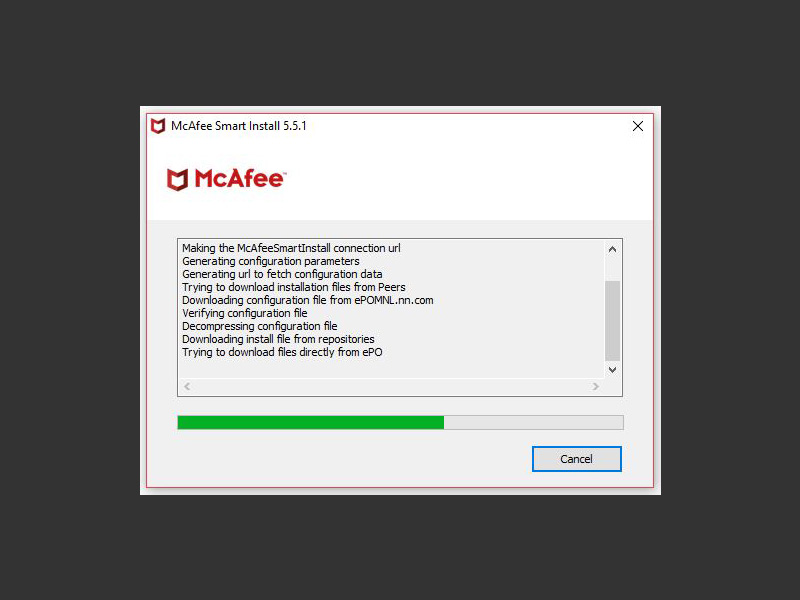 McAfee Smart Install 5.5.1
McAfee™
Making the McAfeeSmartInstall connection url
Generating configuration parameters
Generating url to fetch configuration data
Trying to download installation files from Peers
Downloading configuration file from ePOMNL.nn.com
Verifying configuration file
Decompressing configuration file
Downloading install file from repositories
Trying to download files directly from ePO
Cancel